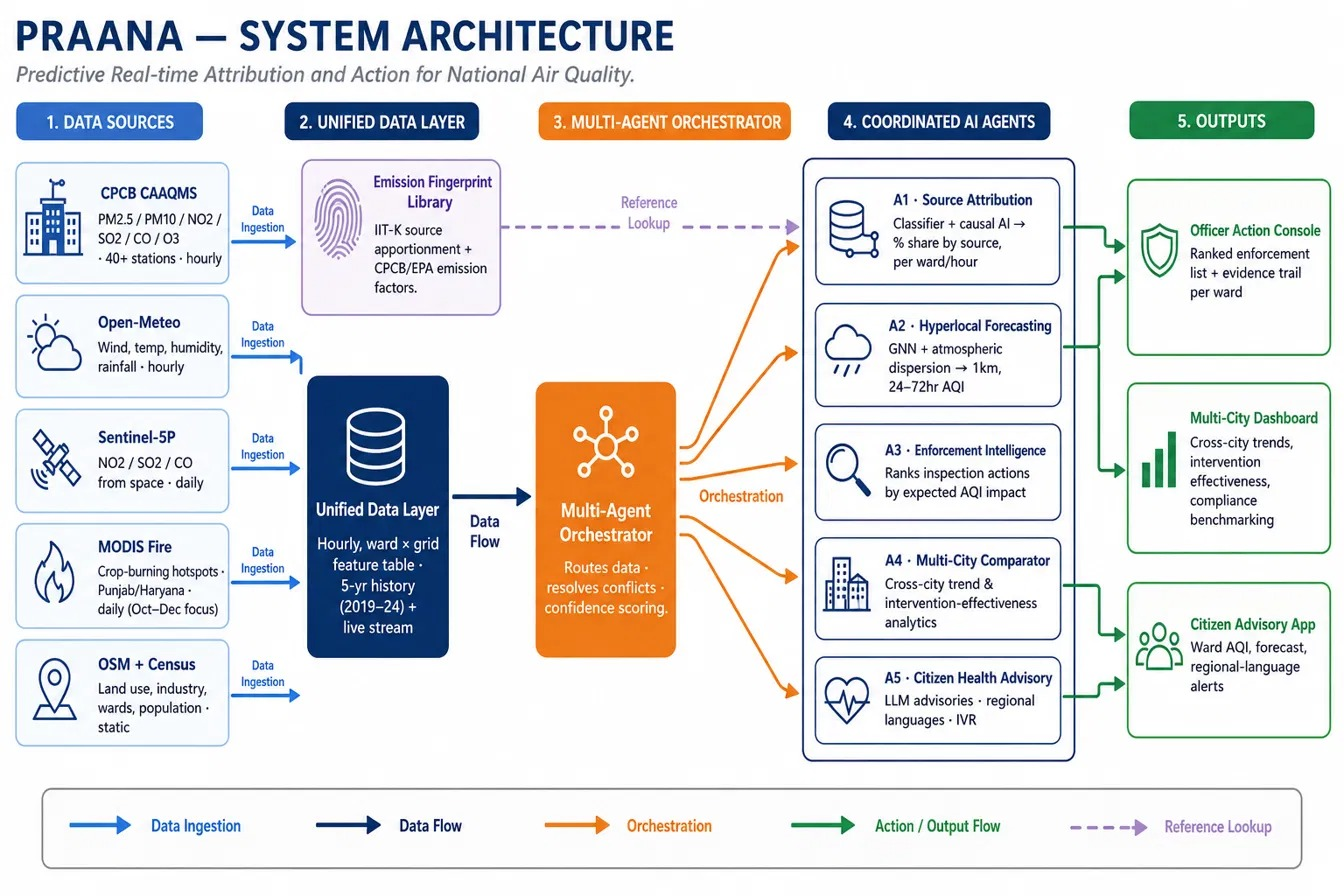 PRAANA — SYSTEM ARCHITECTURE
Predictive Real-time Attribution and Action for National Air Quality.
1. DATA SOURCES
2. UNIFIED DATA LAYER
3. MULTI-AGENT ORCHESTRATOR
4. COORDINATED AI AGENTS
5. OUTPUTS
CPCB CAAQMS
PM2.5 / PM10 / NO2 /
SO2 / CO / O3
· 40+ stations · hourly
Data
Ingestion
Open-Meteo
Wind, temp, humidity,
rainfall · hourly
Data
Ingestion
Sentinel-5P
NO2 / SO2 / CO
from space · daily
Data
Ingestion
MODIS Fire
Crop-burning hotspots ·
Punjab/Haryana ·
daily (Oct–Dec focus)
Data
Ingestion
OSM + Census
Land use, industry,
wards, population ·
static
Data
Ingestion
Emission Fingerprint
Library
IIT-K source
apportionment +
CPCB/EPA emission
factors.
Reference
Lookup
Unified Data Layer
Hourly, ward × grid
feature table ·
5-yr history
(2019–24) +
live stream
Data
Flow
Multi-Agent
Orchestrator
Routes data ·
resolves conflicts ·
confidence scoring.
Orchestration
A1 · Source Attribution
Classifier + causal AI →
% share by source,
per ward/hour
A2 · Hyperlocal Forecasting
GNN + atmospheric
dispersion → 1km,
24–72hr AQI
A3 · Enforcement Intelligence
Ranks inspection actions
by expected AQI impact
A4 · Multi-City Comparator
Cross-city trend &
intervention-effectiveness
analytics
A5 · Citizen Health Advisory
LLM advisories · regional
languages · IVR
Officer Action Console
Ranked enforcement
list + evidence trail
per ward
Multi-City Dashboard
Cross-city trends,
intervention
effectiveness,
compliance
benchmarking
Citizen Advisory App
Ward AQI, forecast,
regional-language
alerts
Data Ingestion
Data Flow
Orchestration
Action / Output Flow
Reference Lookup